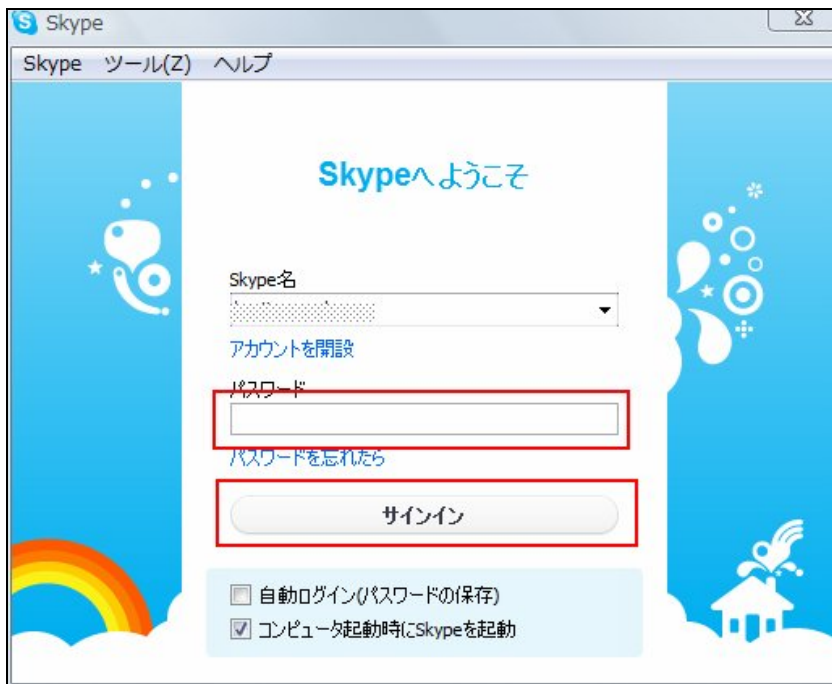 Skype
Skype ツール(Z) ヘルプ
Skypeへようこそ
Skype名
アカウントを開設
パスワード
パスワードを忘れたら
サインイン
自動ログイン(パスワードの保存)
コンピュータ起動時にSkypeを起動